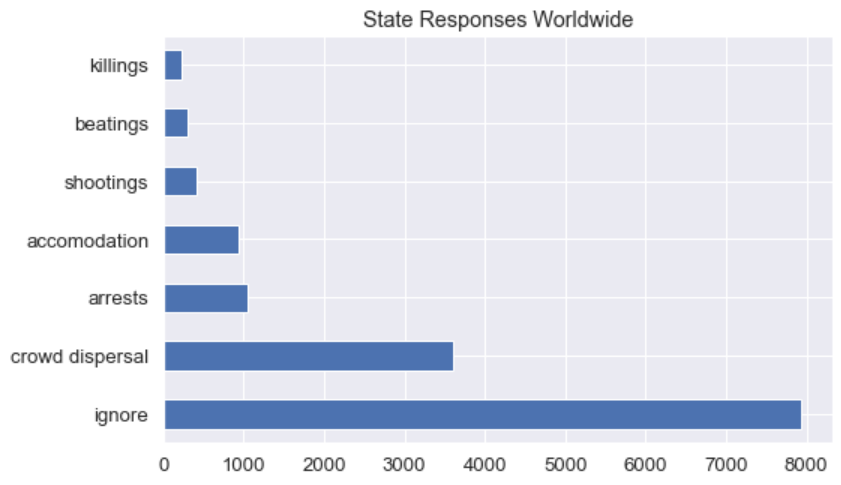 State Responses Worldwide
killings
beatings
shootings
accomodation
arrests
crowd dispersal
ignore
0 1000 2000 3000 4000 5000 6000 7000 8000